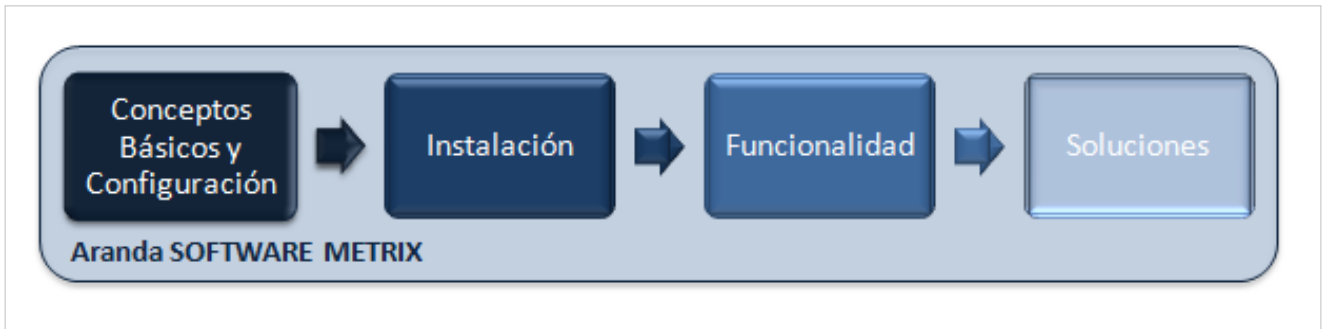 Conceptos
Básicos y
Configuración
Instalación
Funcionalidad
Soluciones
Aranda SOFTWARE METRIX